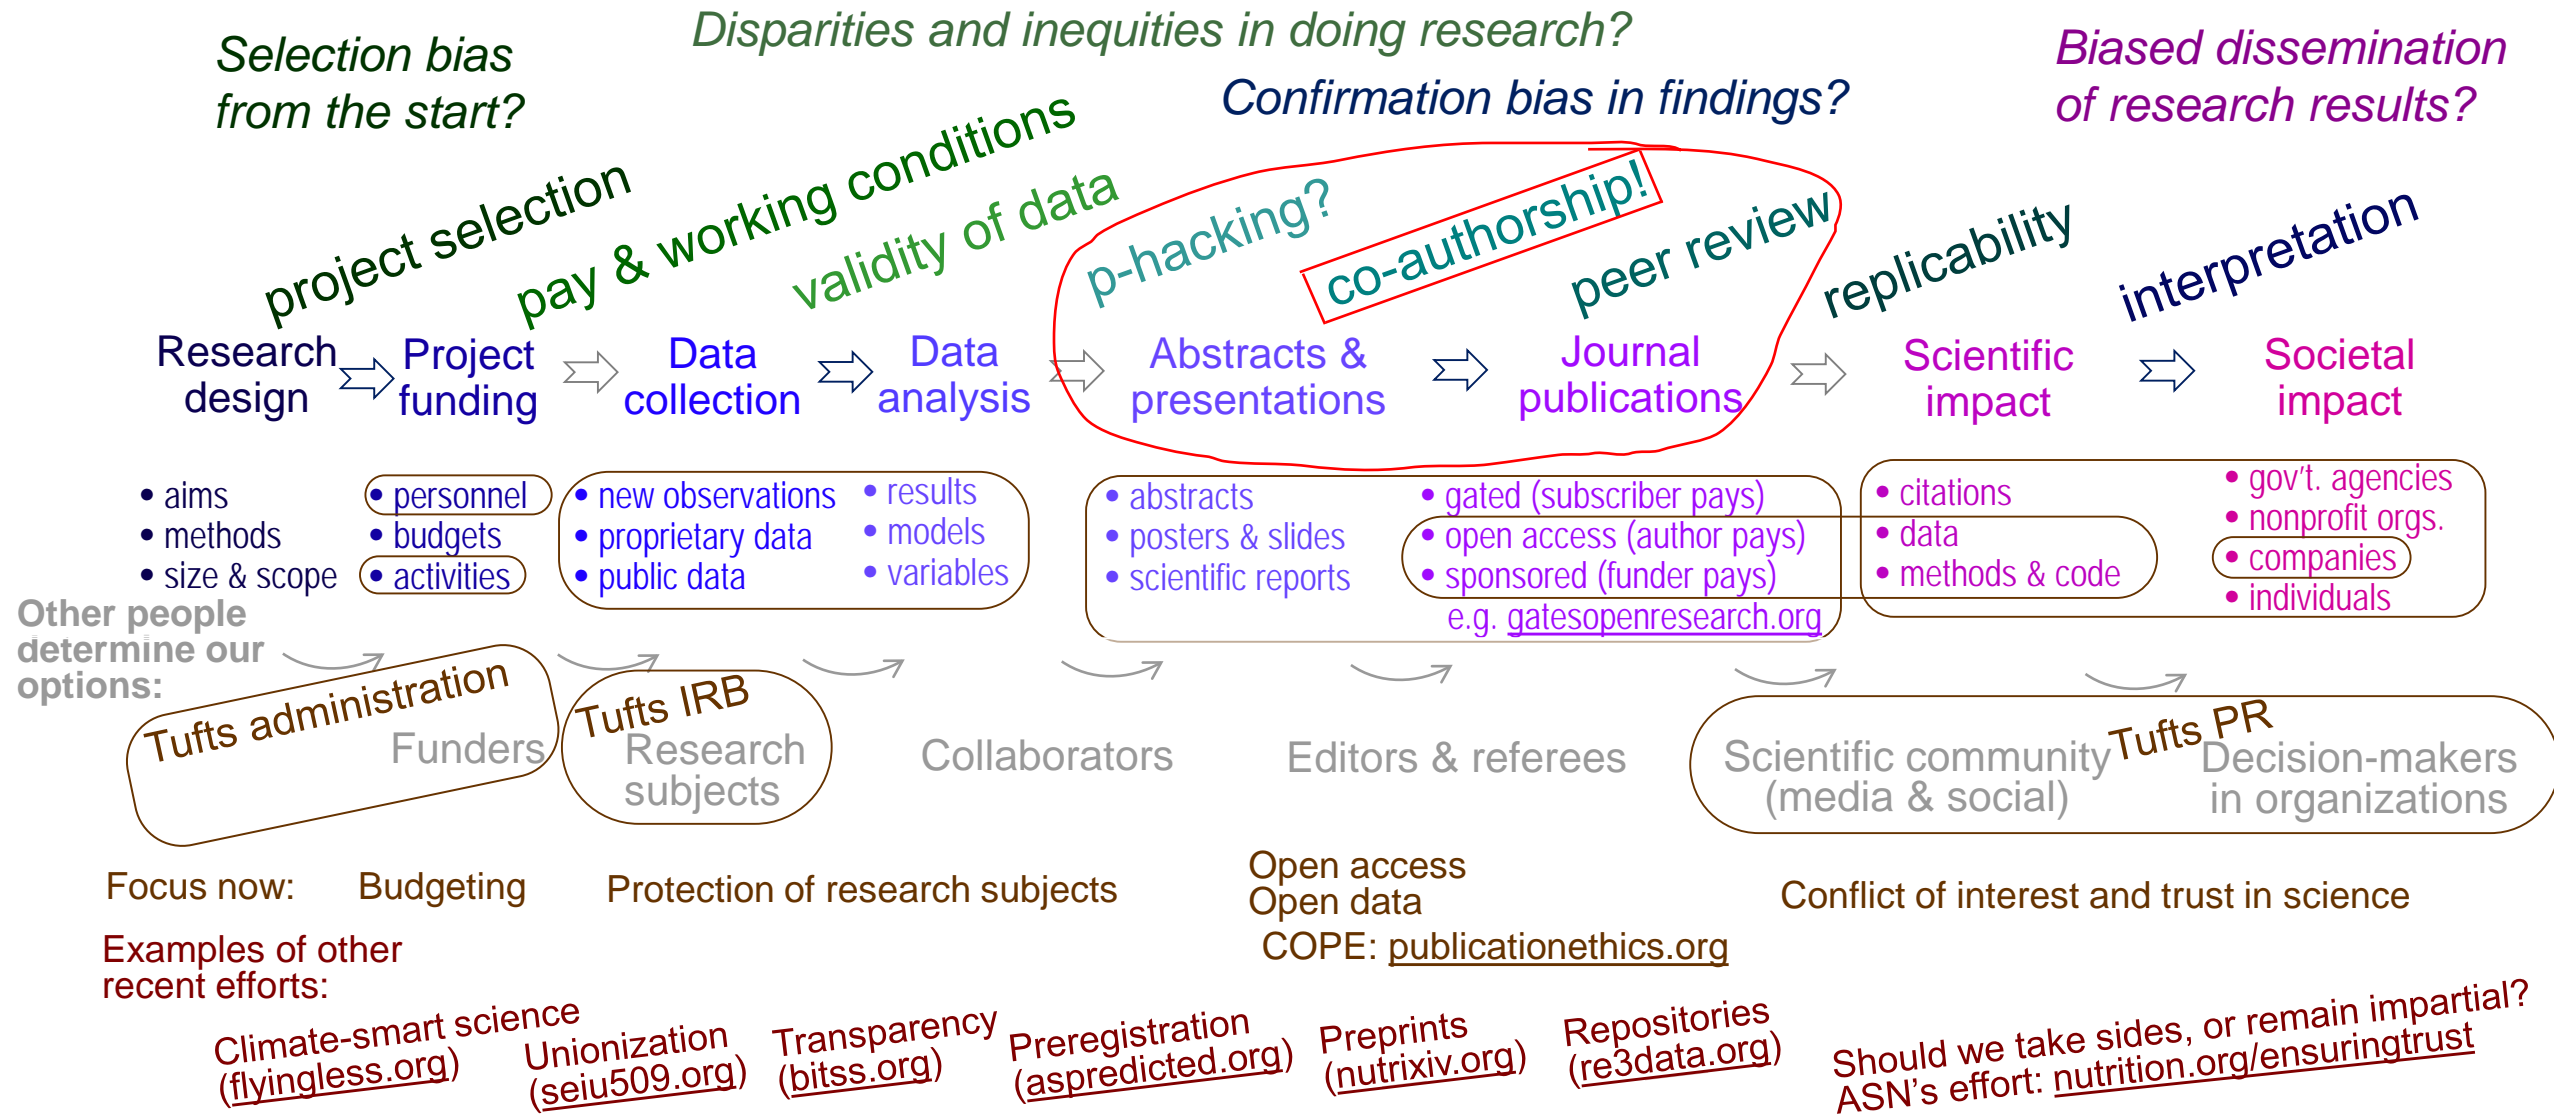 Disparities and inequities in doing research?
Selection bias
from the start?
Confirmation bias in findings?
Biased dissemination
of research results?
project selection
pay & working conditions
validity of data
p-hacking?
co-authorship!
peer review
replicability
interpretation
Research
design
Project
funding
Data
collection
Data
analysis
Abstracts &
presentations
Journal
publications
Scientific
impact
Societal
impact
• aims
• methods
• size & scope
• personnel
• budgets
• activities
• new observations
• proprietary data
• public data
• results
• models
• variables
• abstracts
• posters & slides
• scientific reports
• gated (subscriber pays)
• open access (author pays)
• sponsored (funder pays)
e.g. gatesopenresearch.org
• citations
• data
• methods & code
• gov't. agencies
• nonprofit orgs.
• companies
• individuals
Other people
determine our
options:
Tufts administration
Funders
Tufts IRB
Research
subjects
Collaborators
Editors & referees
Scientific community
(media & social)
Tufts PR
Decision-makers
in organizations
Focus now:
Budgeting
Protection of research subjects
Open access
Open data
COPE: publicationethics.org
Conflict of interest and trust in science
Examples of other
recent efforts:
Climate-smart science
(flyingless.org)
Unionization
(seiu509.org)
Transparency
(bitss.org)
Preregistration
(aspredicted.org)
Preprints
(nutrixiv.org)
Repositories
(re3data.org)
Should we take sides, or remain impartial?
ASN's effort: nutrition.org/ensuringtrust